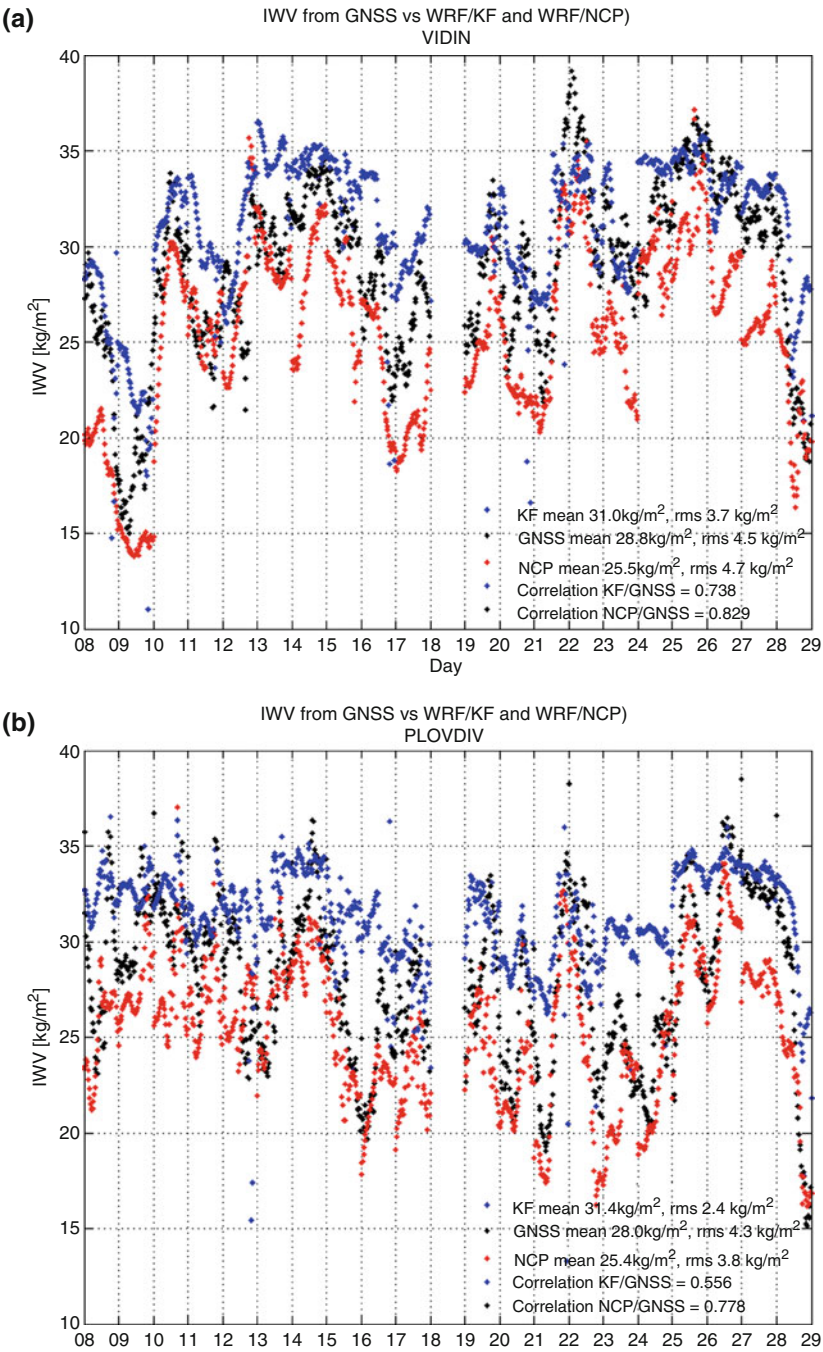 (a)
IWV from GNSS vs WRF/KF and WRF/NCP)
VIDIN
40
35
30
25
20
15
10
IWV [kg/m²]
KF mean 31.0kg/m², rms 3.7 kg/m²
GNSS mean 28.8kg/m², rms 4.5 kg/m²
NCP mean 25.5kg/m², rms 4.7 kg/m²
Correlation KF/GNSS = 0.738
Correlation NCP/GNSS = 0.829
08 09 10 11 12 13 14 15 16 17 18 19 20 21 22 23 24 25 26 27 28 29
Day
(b)
IWV from GNSS vs WRF/KF and WRF/NCP)
PLOVDIV
40
35
30
25
20
15
10
IWV [kg/m²]
KF mean 31.4kg/m², rms 2.4 kg/m²
GNSS mean 28.0kg/m², rms 4.3 kg/m²
NCP mean 25.4kg/m², rms 3.8 kg/m²
Correlation KF/GNSS = 0.556
Correlation NCP/GNSS = 0.778
08 09 10 11 12 13 14 15 16 17 18 19 20 21 22 23 24 25 26 27 28 29